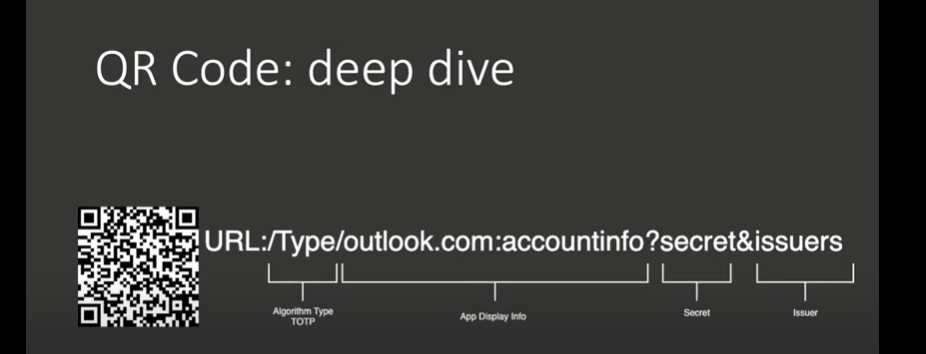 QR Code: deep dive
URL:/Type/outlook.com:accountinfo?secret&issuers
Algorithm Type
TOTP
App Display Info
Secret
Issuer